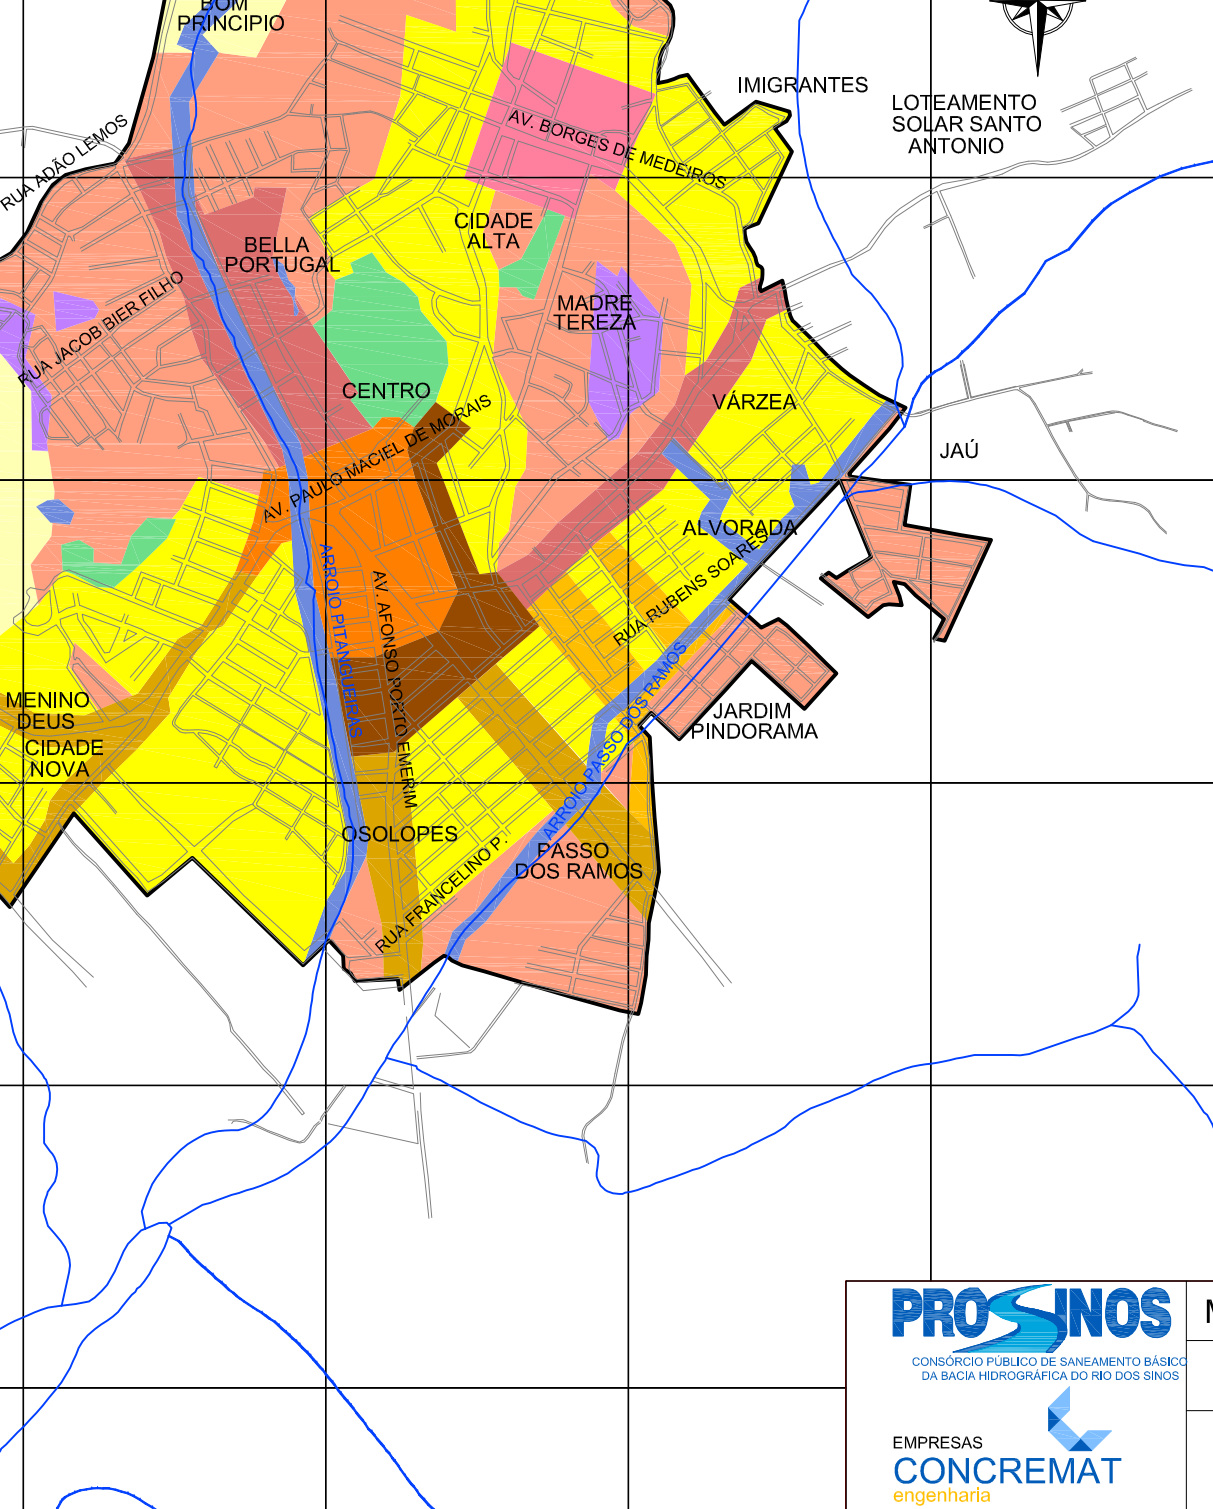 BOM
PRINCIPIO
IMIGRANTES
LOTEAMENTO
SOLAR SANTO
ANTONIO
RUA ADÃO LEMOS
AV. BORGES DE MEDEIROS
CIDADE
ALTA
BELLA
PORTUGAL
MADRE
TEREZA
RUA JACOB BIER FILHO
CENTRO
VÁRZEA
AV. PAULO MACIEL DE MORAIS
JAÚ
ALVORADA
RUA RUBENS SOARES
ARROIO PITANGUEIRAS
AV. AFONSO PORTO EMERIM
MENINO
DEUS
CIDADE
NOVA
JARDIM
PINDORAMA
ARROIO PASSO DOS RAMOS
OSOLOPES
RUA FRANCELINO P.
PASSO
DOS RAMOS
PROSINOS
CONSÓRCIO PÚBLICO DE SANEAMENTO BÁSICO
DA BACIA HIDROGRÁFICA DO RIO DOS SINOS
EMPRESAS
CONCREMAT
engenharia